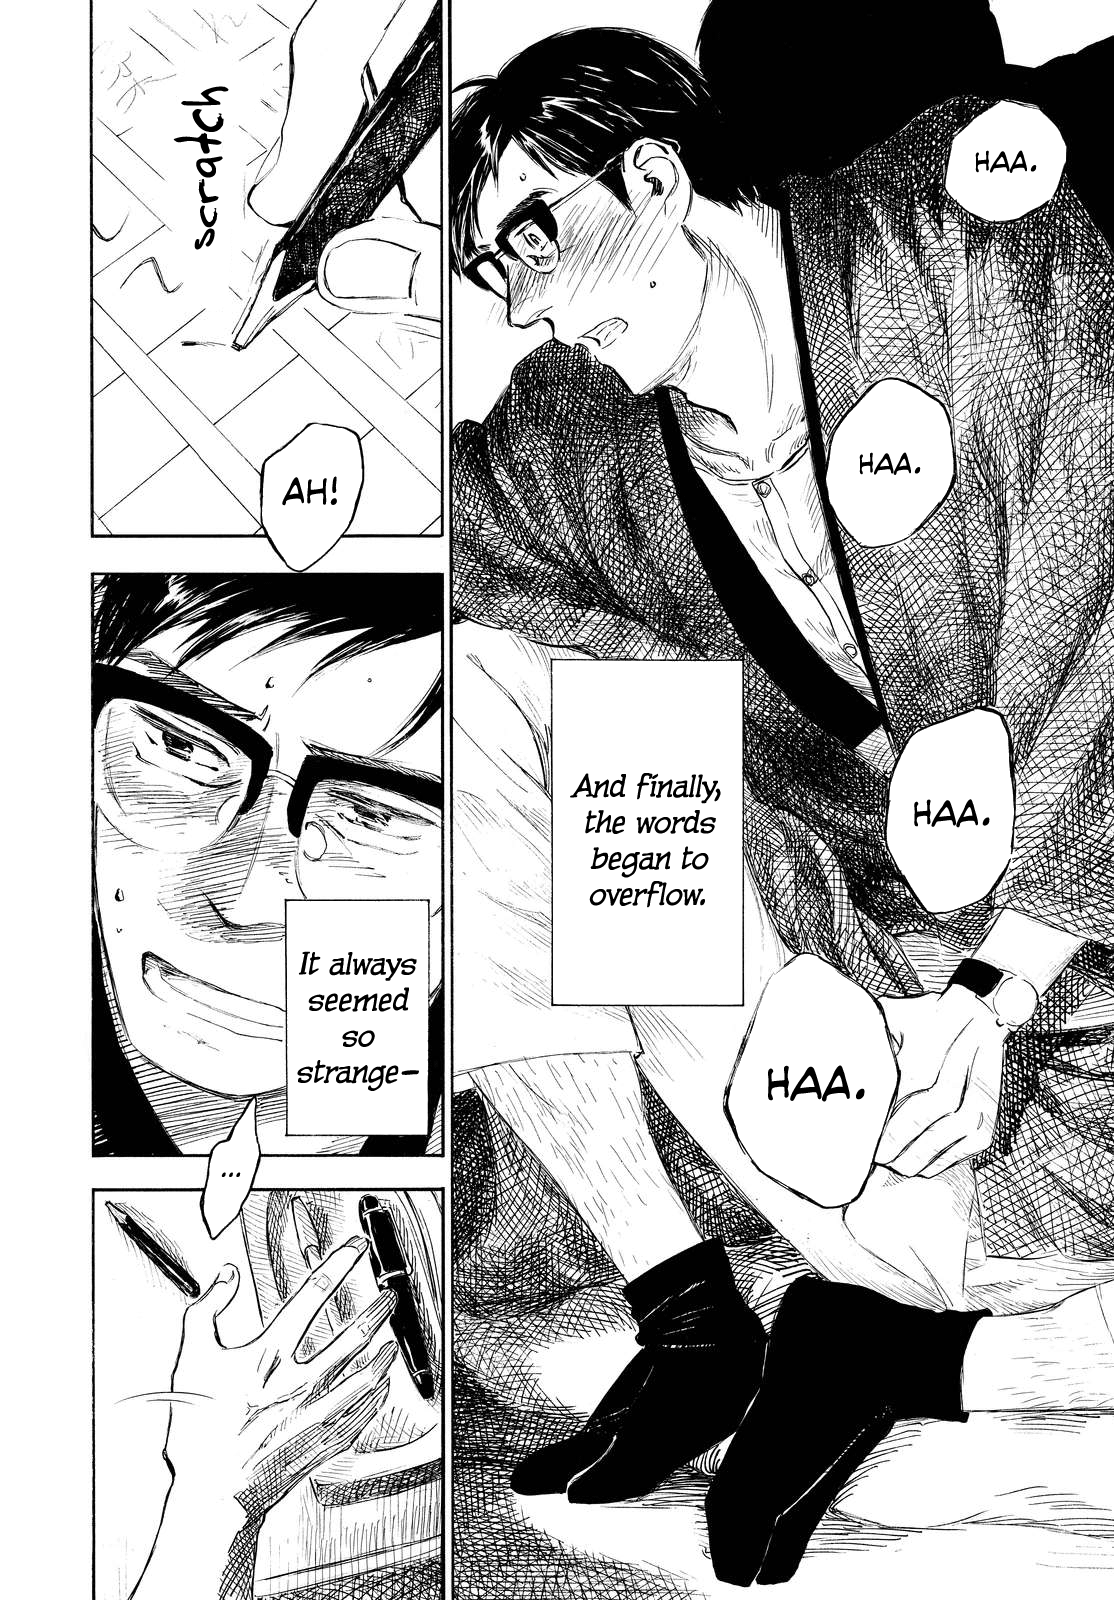 HAA.
HAA.
HAA.
HAA.
And finally,
the words
began to
overflow.
scratch
AH!
It always
seemed
so
strange-
...